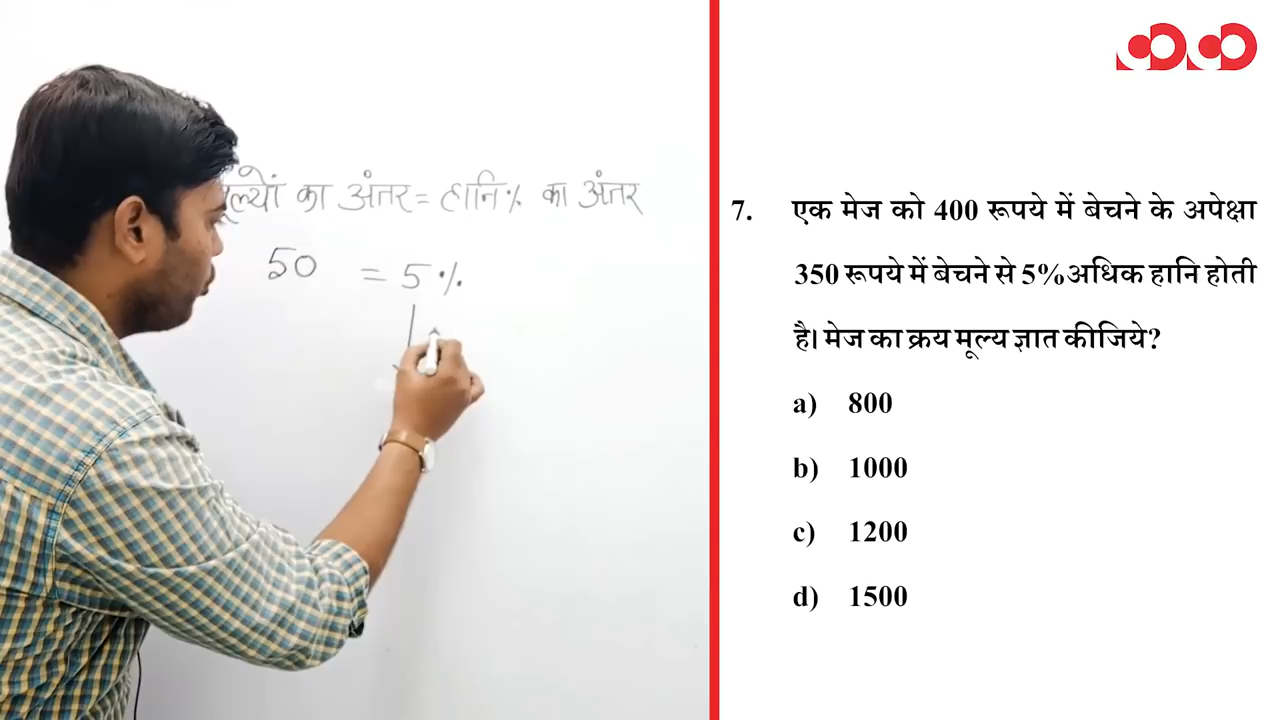 का अंतर = हानि% का अंतर
50 = 5%
7. एक मेज को 400 रूपये में बेचने के अपेक्षा
350 रूपये में बेचने से 5% अधिक हानि होती
है। मेज का क्रय मूल्य ज्ञात कीजिये?
a) 800
b) 1000
c) 1200
d) 1500